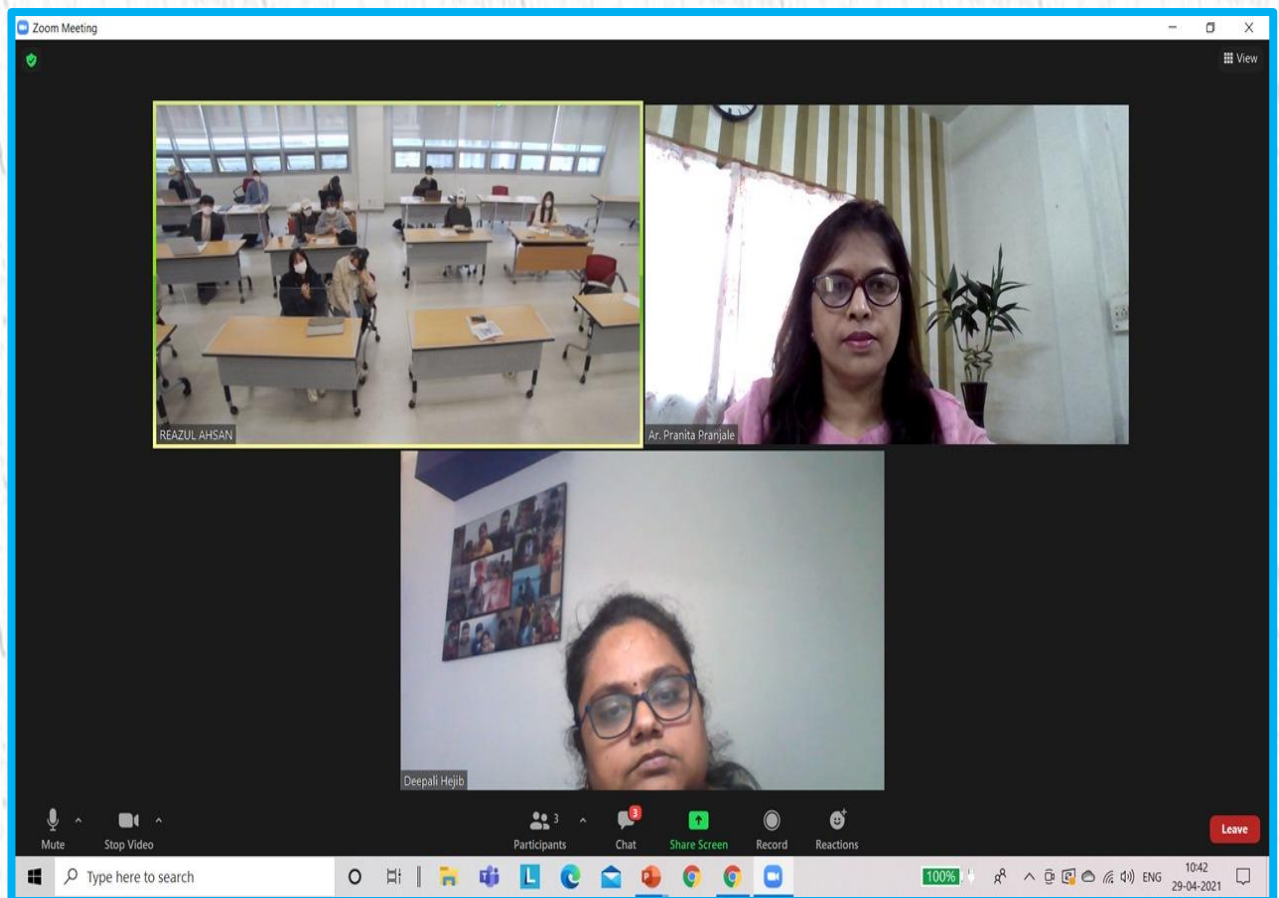 Zoom Meeting
View
REAZUL AHSAN
Ar. Pranita Pranjale
Deepali Hejib
Mute
Stop Video
3
Participants
3
Chat
Share Screen
Record
Reactions
Leave
Type here to search
L
100%
ENG
10:42
29-04-2021